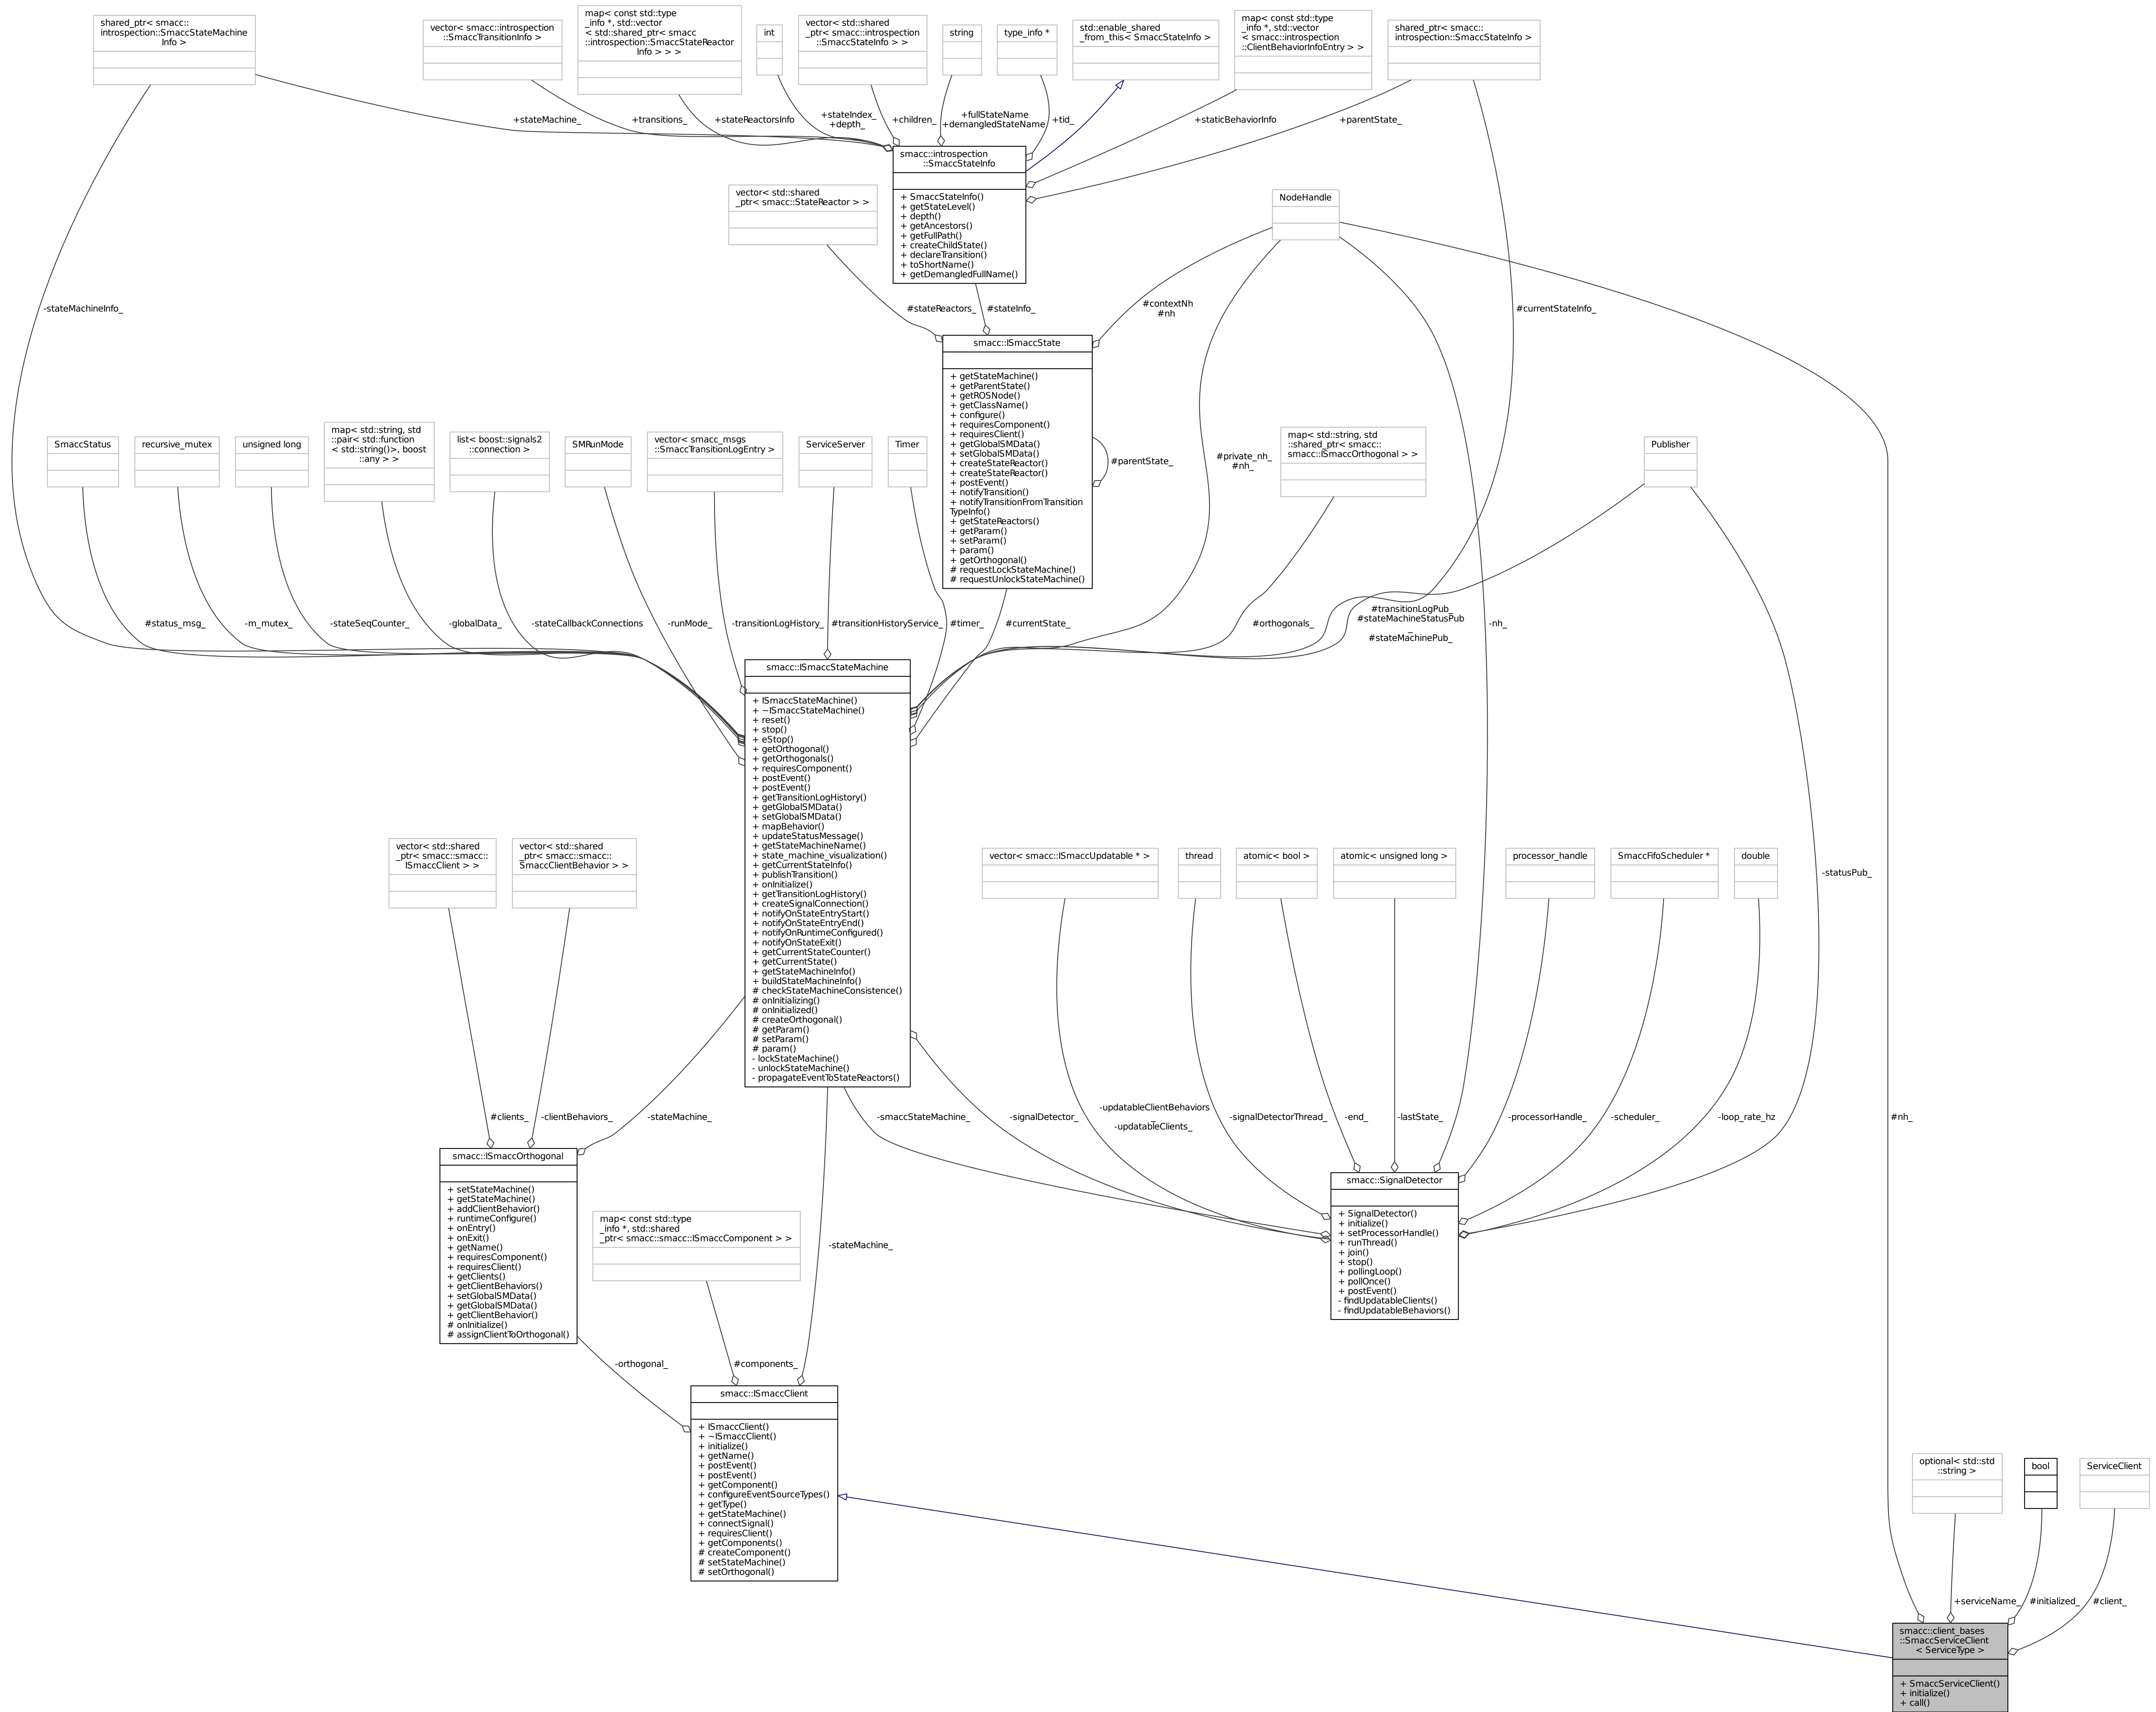 shared_ptr< smacc::
introspection::SmaccStateMachine
Info >
vector< smacc::introspection
::SmaccTransitionInfo >
map< const std::type
_info *, std::vector
< std::shared_ptr< smacc
::introspection::SmaccStateReactor
Info > > >
int
vector< std::shared
_ptr< smacc::introspection
::SmaccStateInfo > >
string
type_info *
std::enable_shared
_from_this< SmaccStateInfo >
map< const std::type
_info *, std::vector
< smacc::introspection
::ClientBehaviorInfoEntry > >
shared_ptr< smacc::
introspection::SmaccStateInfo >
+stateMachine_
+transitions_
+stateReactorsInfo
+stateIndex_
+depth_
+children_
+fullStateName
+demangledStateName
+tid_
+staticBehaviorInfo
+parentState_
smacc::introspection
::SmaccStateInfo
+ SmaccStateInfo()
+ getStateLevel()
+ depth()
+ getAncestors()
+ getFullPath()
+ createChildState()
+ declareTransition()
+ toShortName()
+ getDemangledFullName()
vector< std::shared
_ptr< smacc::StateReactor > >
NodeHandle
-stateMachineInfo_
#stateReactors_
#stateInfo_
#contextNh
#nh
#currentStateInfo_
smacc::ISmaccState
+ getStateMachine()
+ getParentState()
+ getROSNode()
+ getClassName()
+ configure()
+ requiresComponent()
+ requiresClient()
+ getGlobalSMData()
+ setGlobalSMData()
+ createStateReactor()
+ createStateReactor()
+ postEvent()
+ notifyTransition()
+ notifyTransitionFromTransition
TypeInfo()
+ getStateReactors()
+ getParam()
+ setParam()
+ param()
+ getOrthogonal()
# requestLockStateMachine()
# requestUnlockStateMachine()
#parentState_
#private_nh_
#nh_
SmaccStatus
recursive_mutex
unsigned long
map< std::string, std
::pair< std::function
< std::string()>, boost
::any > >
list< boost::signals2
::connection >
SMRunMode
vector< smacc_msgs
::SmaccTransitionLogEntry >
ServiceServer
Timer
map< std::string, std
::shared_ptr< smacc::
smacc::ISmaccOrthogonal > >
Publisher
#status_msg_
-m_mutex_
-stateSeqCounter_
-globalData_
-stateCallbackConnections
-runMode_
-transitionLogHistory_
#transitionHistoryService_
#timer_
#currentState_
#orthogonals_
#transitionLogPub_
#stateMachineStatusPub
_
#stateMachinePub_
-nh_
smacc::ISmaccStateMachine
+ ISmaccStateMachine()
+ ~ISmaccStateMachine()
+ reset()
+ stop()
+ eStop()
+ getOrthogonal()
+ getOrthogonals()
+ requiresComponent()
+ postEvent()
+ postEvent()
+ getTransitionLogHistory()
+ getGlobalSMData()
+ setGlobalSMData()
+ mapBehavior()
+ updateStatusMessage()
+ getStateMachineName()
+ state_machine_visualization()
+ getCurrentStateInfo()
+ publishTransition()
+ onInitialize()
+ getTransitionLogHistory()
+ createSignalConnection()
+ notifyOnStateEntryStart()
+ notifyOnStateEntryEnd()
+ notifyOnRuntimeConfigured()
+ notifyOnStateExit()
+ getCurrentStateCounter()
+ getCurrentState()
+ getStateMachineInfo()
+ buildStateMachineInfo()
# checkStateMachineConsistence()
# onInitializing()
# onInitialized()
# createOrthogonal()
# getParam()
# setParam()
# param()
- lockStateMachine()
- unlockStateMachine()
- propagateEventToStateReactors()
vector< std::shared
_ptr< smacc::smacc::
ISmaccClient > >
vector< std::shared
_ptr< smacc::smacc::
SmaccClientBehavior > >
vector< smacc::ISmaccUpdatable * >
thread
atomic< bool >
atomic< unsigned long >
processor_handle
SmaccFifoScheduler *
double
-statusPub_
#clients_
-clientBehaviors_
-stateMachine_
-smaccStateMachine_
-signalDetector_
-updatableClientBehaviors
_
-updatableClients_
-signalDetectorThread_
-end_
-lastState_
-processorHandle_
-scheduler_
-loop_rate_hz
#nh_
smacc::ISmaccOrthogonal
+ setStateMachine()
+ getStateMachine()
+ addClientBehavior()
+ runtimeConfigure()
+ onEntry()
+ onExit()
+ getName()
+ requiresComponent()
+ requiresClient()
+ getClients()
+ getClientBehaviors()
+ setGlobalSMData()
+ getGlobalSMData()
+ getClientBehavior()
# onInitialize()
# assignClientToOrthogonal()
smacc::SignalDetector
+ SignalDetector()
+ initialize()
+ setProcessorHandle()
+ runThread()
+ join()
+ stop()
+ pollingLoop()
+ pollOnce()
+ postEvent()
- findUpdatableClients()
- findUpdatableBehaviors()
map< const std::type
_info *, std::shared
_ptr< smacc::smacc::ISmaccComponent > >
-stateMachine_
-orthogonal_
#components_
smacc::ISmaccClient
+ ISmaccClient()
+ ~ISmaccClient()
+ initialize()
+ getName()
+ postEvent()
+ postEvent()
+ getComponent()
+ configureEventSourceTypes()
+ getType()
+ getStateMachine()
+ connectSignal()
+ requiresClient()
+ getComponents()
# createComponent()
# setStateMachine()
# setOrthogonal()
optional< std::std
::string >
bool
ServiceClient
+serviceName_
#initialized_
#client_
smacc::client_bases
::SmaccServiceClient
< ServiceType >
+ SmaccServiceClient()
+ initialize()
+ call()